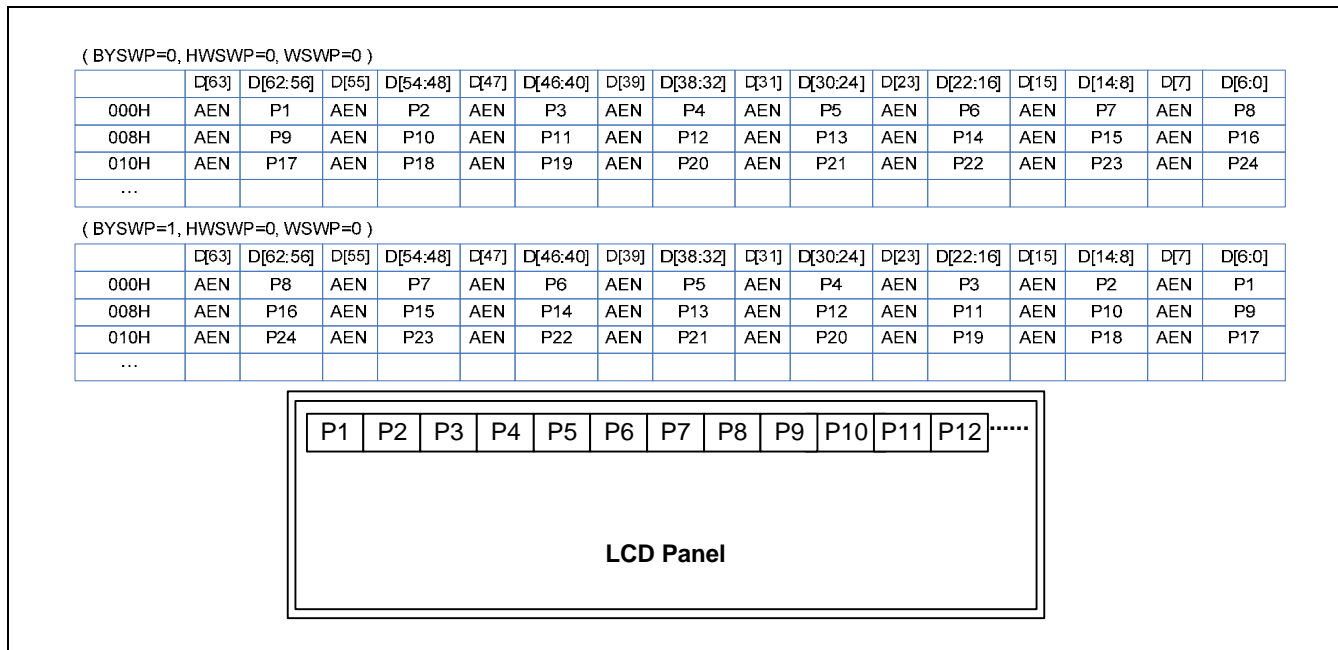 ( BYSWP=0, HWSWP=0, WSWP=0 )
D[63] D[62:56] D[55] D[54:48] D[47] D[46:40] D[39] D[38:32] D[31] D[30:24] D[23] D[22:16] D[15] D[14:8] D[7] D[6:0]
000H AEN P1 AEN P2 AEN P3 AEN P4 AEN P5 AEN P6 AEN P7 AEN P8
008H AEN P9 AEN P10 AEN P11 AEN P12 AEN P13 AEN P14 AEN P15 AEN P16
010H AEN P17 AEN P18 AEN P19 AEN P20 AEN P21 AEN P22 AEN P23 AEN P24
...
( BYSWP=1, HWSWP=0, WSWP=0 )
D[63] D[62:56] D[55] D[54:48] D[47] D[46:40] D[39] D[38:32] D[31] D[30:24] D[23] D[22:16] D[15] D[14:8] D[7] D[6:0]
000H AEN P8 AEN P7 AEN P6 AEN P5 AEN P4 AEN P3 AEN P2 AEN P1
008H AEN P16 AEN P15 AEN P14 AEN P13 AEN P12 AEN P11 AEN P10 AEN P9
010H AEN P24 AEN P23 AEN P22 AEN P21 AEN P20 AEN P19 AEN P18 AEN P17
...
P1 P2 P3 P4 P5 P6 P7 P8 P9 P10 P11 P12 ......
LCD Panel